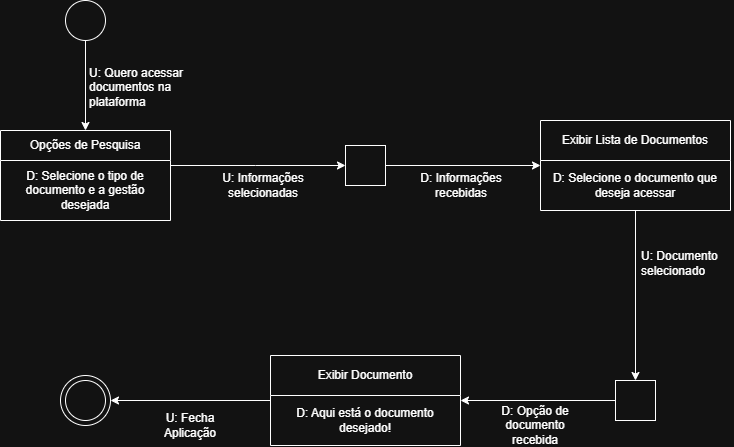 U: Quero acessar
documentos na
plataforma
Opções de Pesquisa
D: Selecione o tipo de
documento e a gestão
desejada
U: Informações
selecionadas
D: Informações
recebidas
Exibir Lista de Documentos
D: Selecione o documento que
deseja acessar
U: Documento
selecionado
D: Opção de
documento
recebida
Exibir Documento
D: Aqui está o documento
desejado!
U: Fecha
Aplicação